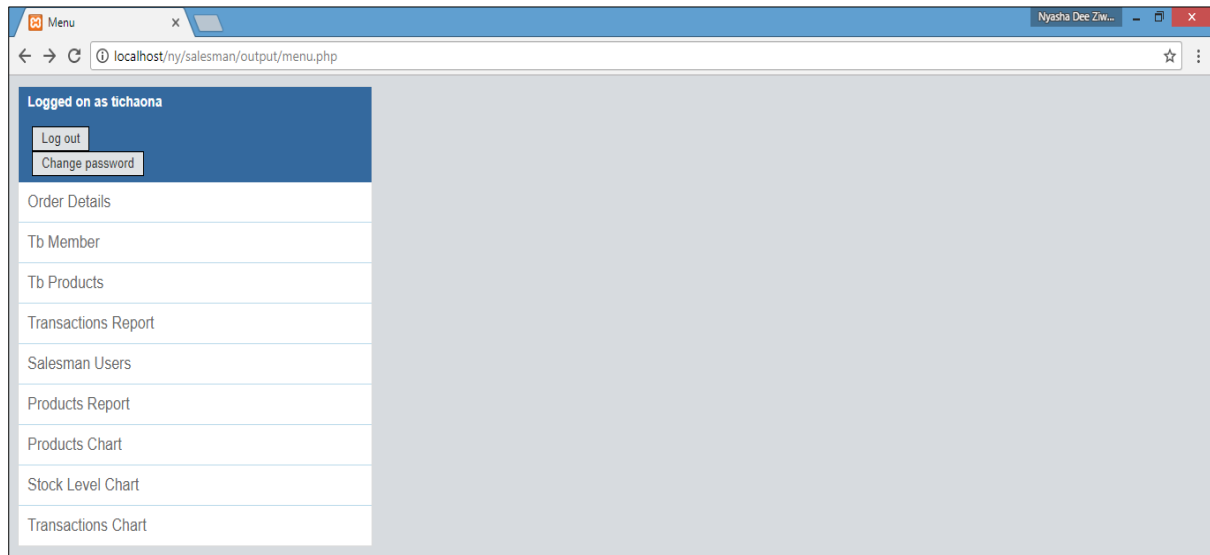 Menu
Nyasha Dee Ziw...
localhost/ny/salesman/output/menu.php
Logged on as tichaona
Log out
Change password
Order Details
Tb Member
Tb Products
Transactions Report
Salesman Users
Products Report
Products Chart
Stock Level Chart
Transactions Chart